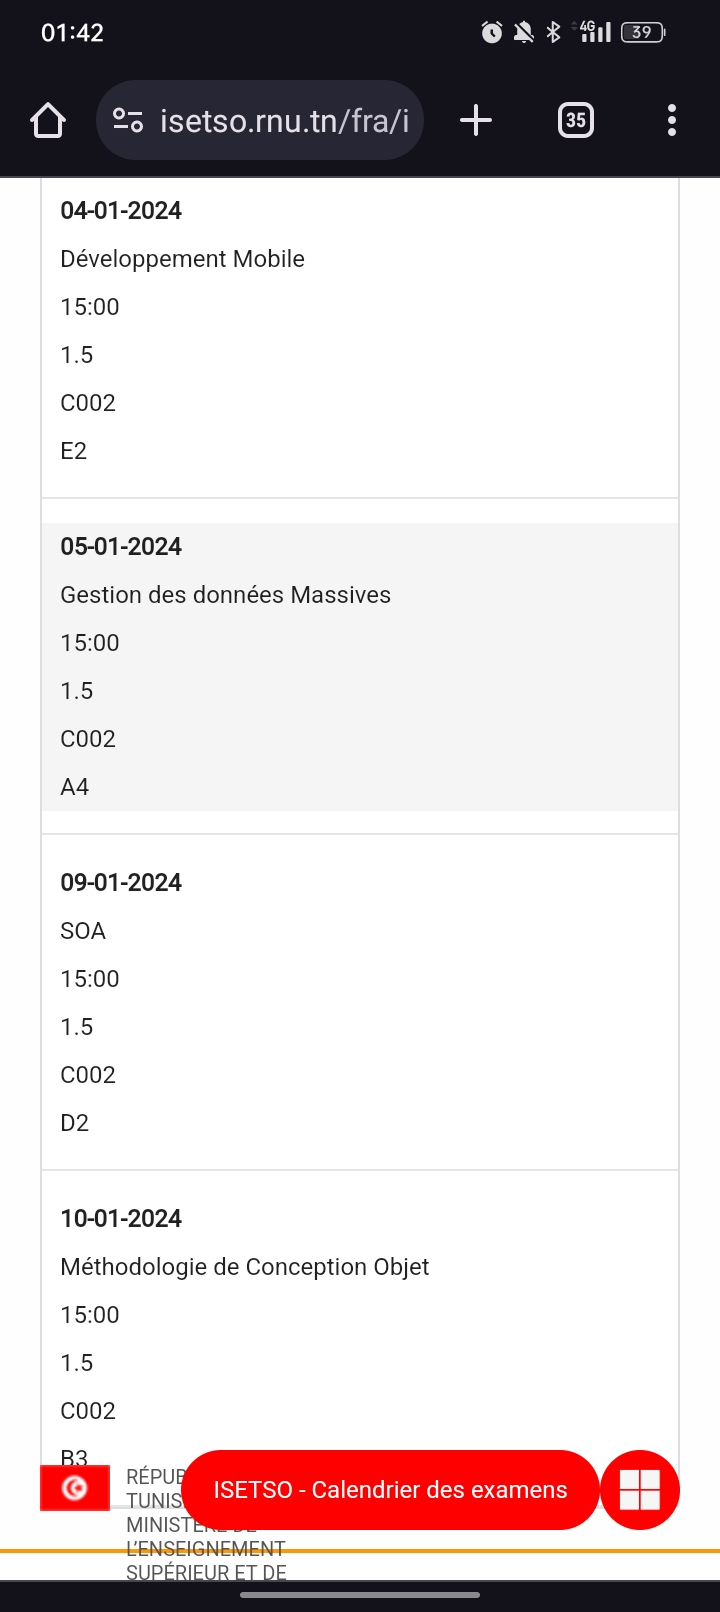 01:42
4G
39
isetso.rnu.tn/fra/i
35
04-01-2024
Développement Mobile
15:00
1.5
C002
E2
05-01-2024
Gestion des données Massives
15:00
1.5
C002
A4
09-01-2024
SOA
15:00
1.5
C002
D2
10-01-2024
Méthodologie de Conception Objet
15:00
1.5
C002
B3
RÉPUB
TUNIS
ISETSO - Calendrier des examens
MINISTÈRE DE
L'ENSEIGNEMENT
SUPÉRIEUR ET DE